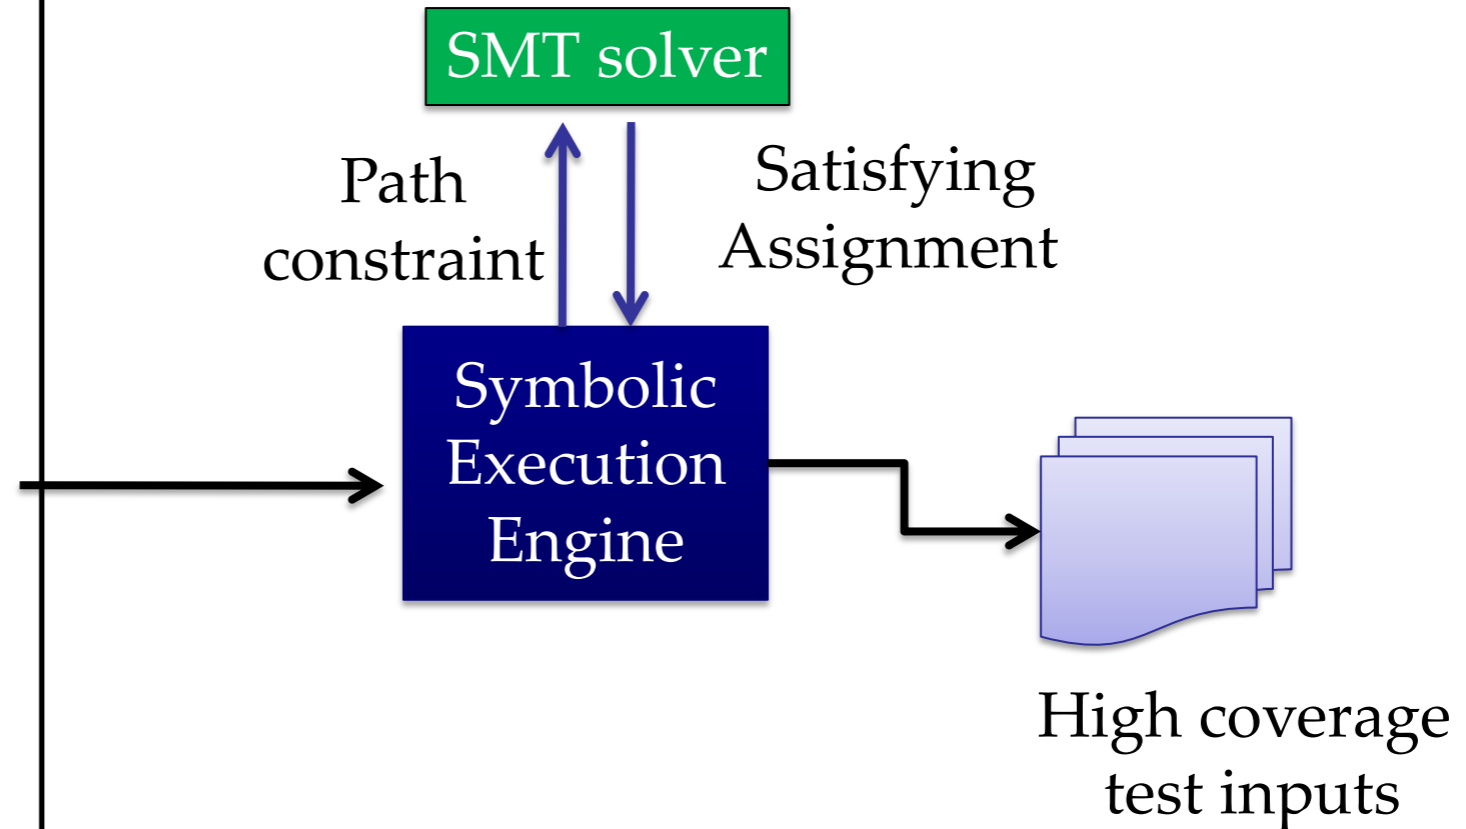 SMT solver
Path
constraint
Satisfying
Assignment
Symbolic
Execution
Engine
High coverage
test inputs